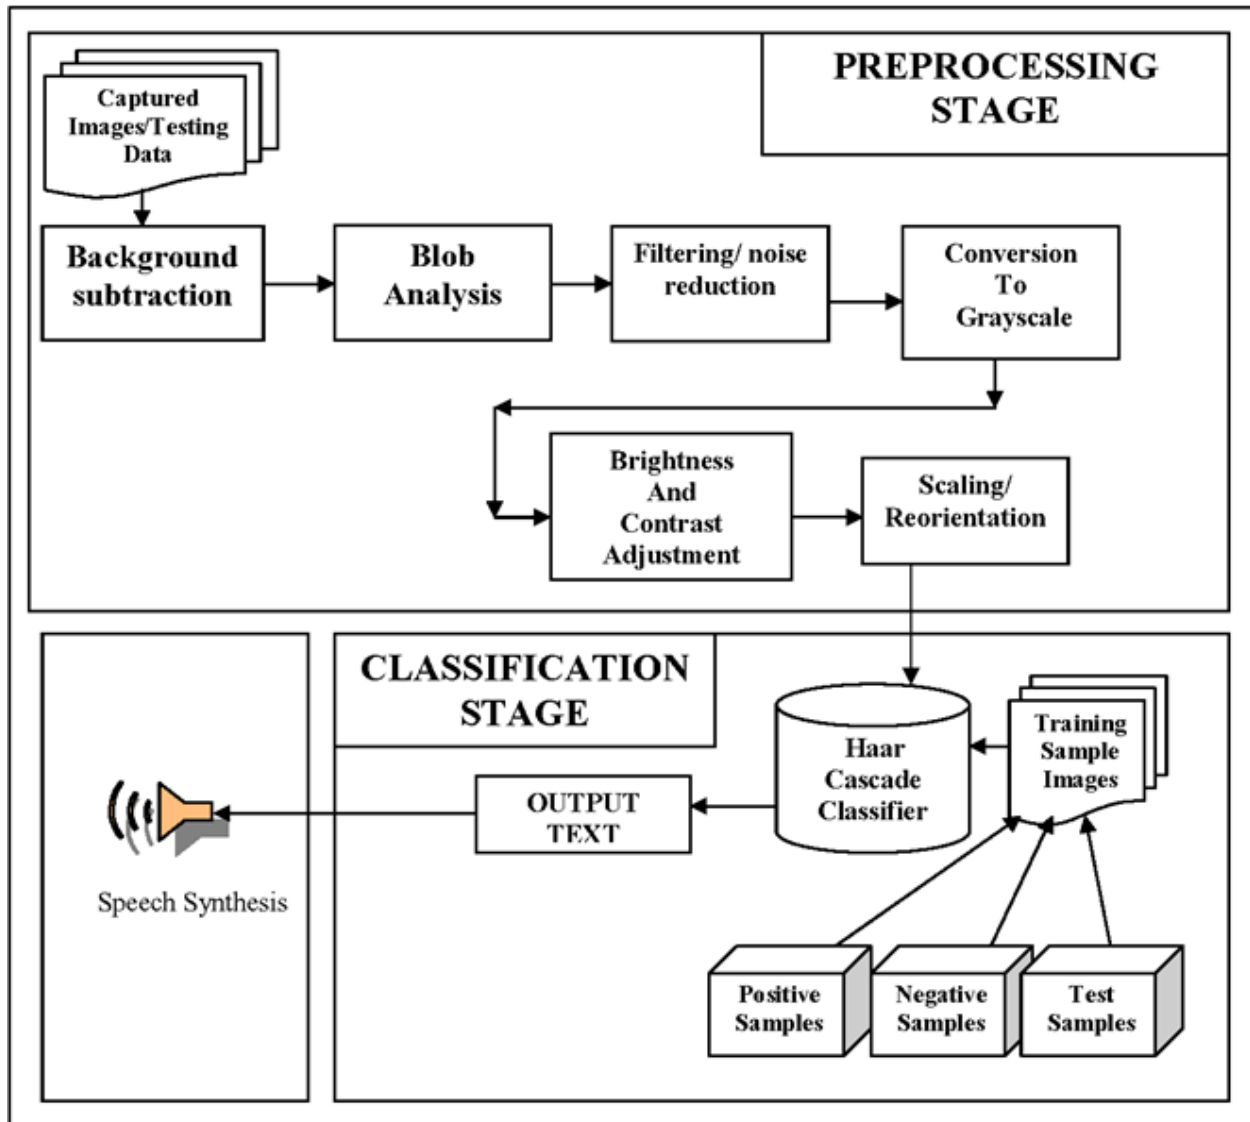 PREPROCESSING
STAGE
Captured
Images/Testing
Data
Background
subtraction
Blob
Analysis
Filtering/ noise
reduction
Conversion
To
Grayscale
Brightness
And
Contrast
Adjustment
Scaling/
Reorientation
CLASSIFICATION
STAGE
Haar
Cascade
Classifier
Training
Sample
Images
OUTPUT
TEXT
Speech Synthesis
Positive
Samples
Negative
Samples
Test
Samples